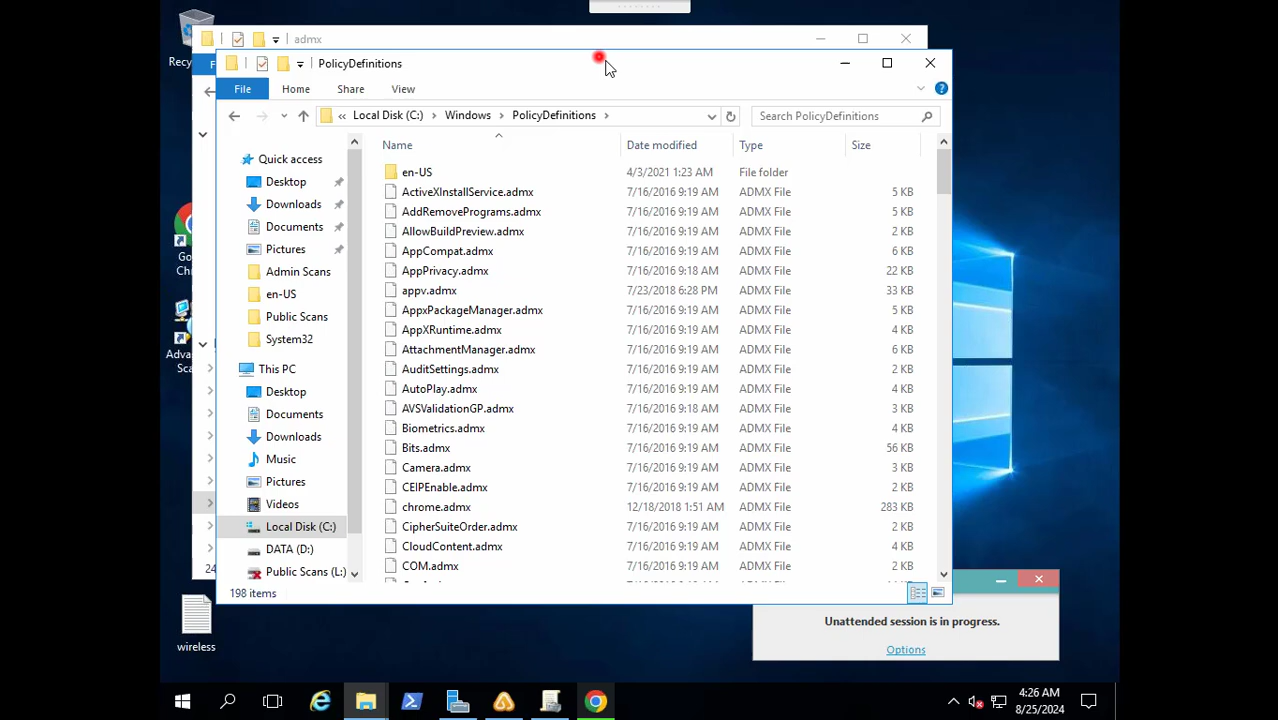 admx
PolicyDefinitions
File Home Share View
Local Disk (C:) Windows PolicyDefinitions
Search PolicyDefinitions
Name Date modified Type Size
Quick access
Desktop
Downloads
Documents
Pictures
Admin Scans
en-US
Public Scans
System32
This PC
Desktop
Documents
Downloads
Music
Pictures
Videos
Local Disk (C:)
DATA (D:)
Public Scans (L:)
en-US 4/3/2021 1:23 AM File folder
ActiveXInstallService.admx 7/16/2016 9:19 AM ADMX File 5 KB
AddRemovePrograms.admx 7/16/2016 9:19 AM ADMX File 5 KB
AllowBuildPreview.admx 7/16/2016 9:19 AM ADMX File 2 KB
AppCompat.admx 7/16/2016 9:19 AM ADMX File 6 KB
AppPrivacy.admx 7/16/2016 9:18 AM ADMX File 22 KB
appv.admx 7/23/2018 6:28 PM ADMX File 33 KB
AppxPackageManager.admx 7/16/2016 9:19 AM ADMX File 5 KB
AppXRuntime.admx 7/16/2016 9:19 AM ADMX File 4 KB
AttachmentManager.admx 7/16/2016 9:19 AM ADMX File 6 KB
AuditSettings.admx 7/16/2016 9:19 AM ADMX File 2 KB
AutoPlay.admx 7/16/2016 9:19 AM ADMX File 4 KB
AVSValidationGP.admx 7/16/2016 9:18 AM ADMX File 3 KB
Biometrics.admx 7/16/2016 9:19 AM ADMX File 4 KB
Bits.admx 7/16/2016 9:19 AM ADMX File 56 KB
Camera.admx 7/16/2016 9:19 AM ADMX File 3 KB
CEIPEnable.admx 7/16/2016 9:19 AM ADMX File 2 KB
chrome.admx 12/18/2018 1:51 AM ADMX File 283 KB
CipherSuiteOrder.admx 7/16/2016 9:19 AM ADMX File 2 KB
CloudContent.admx 7/16/2016 9:19 AM ADMX File 4 KB
COM.admx 7/16/2016 9:19 AM ADMX File 2 KB
198 items
Recy
F
Go
Chr
Adva
Sca
24
wireless
Unattended session is in progress.
Options
4:26 AM
8/25/2024